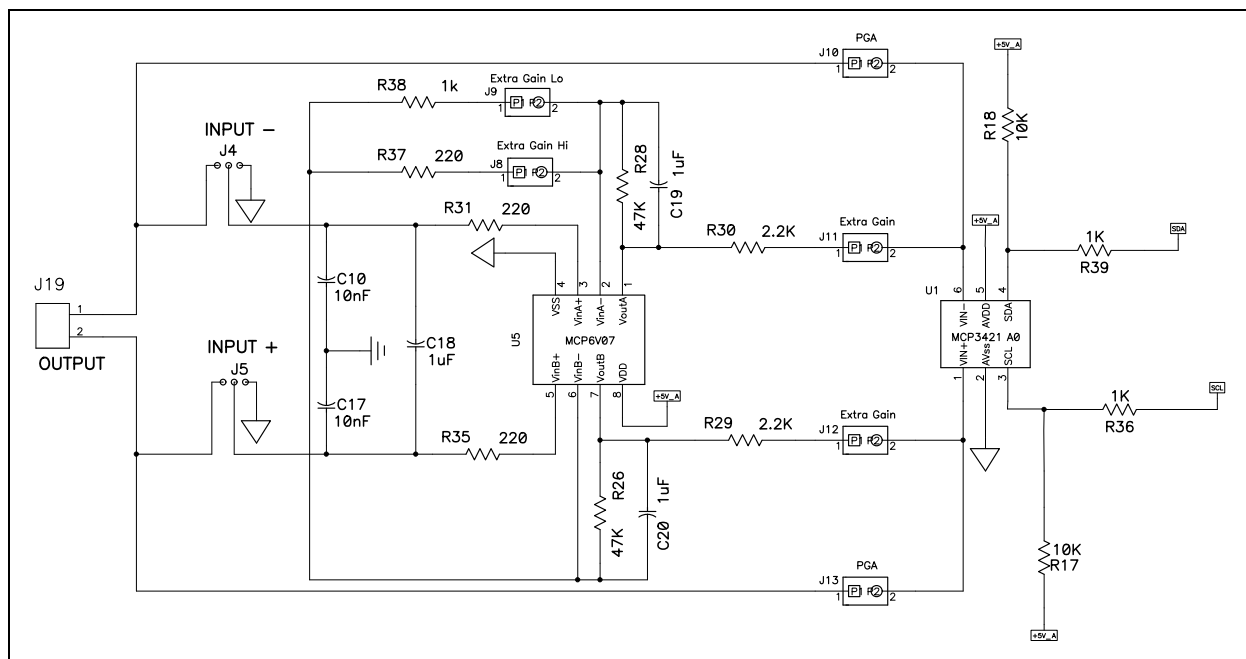 PGA
J10
1
P1 P2
2
+5V_A
R38 1k
Extra Gain Lo
J9
1
P1 P2
2
R18
10K
INPUT -
J4
R37 220
Extra Gain Hi
J8
1
P1 P2
2
R28
47K
1uF
C19
R31 220
R30 2.2K
Extra Gain
J11
1
P1 P2
2
+5V_A
SDA
1K
R39
J19
1
2
OUTPUT
C10
10nF
C18
1uF
C17
10nF
INPUT +
J5
4 3 2 1
VSS VinA+ VinA- VoutA
U5
MCP6V07
VinB+ VinB- VoutB VDD
5 6 7 8
+5V_A
U1
6 5 4
VIN- AVDD SDA
MCP3421 A0
VIN+ AVss SCL
1 2 3
SCL
1K
R36
R35 220
R29 2.2K
Extra Gain
J12
1
P1 P2
2
R26
47K
1uF
C20
10K
R17
PGA
J13
1
P1 P2
2
+5V_A